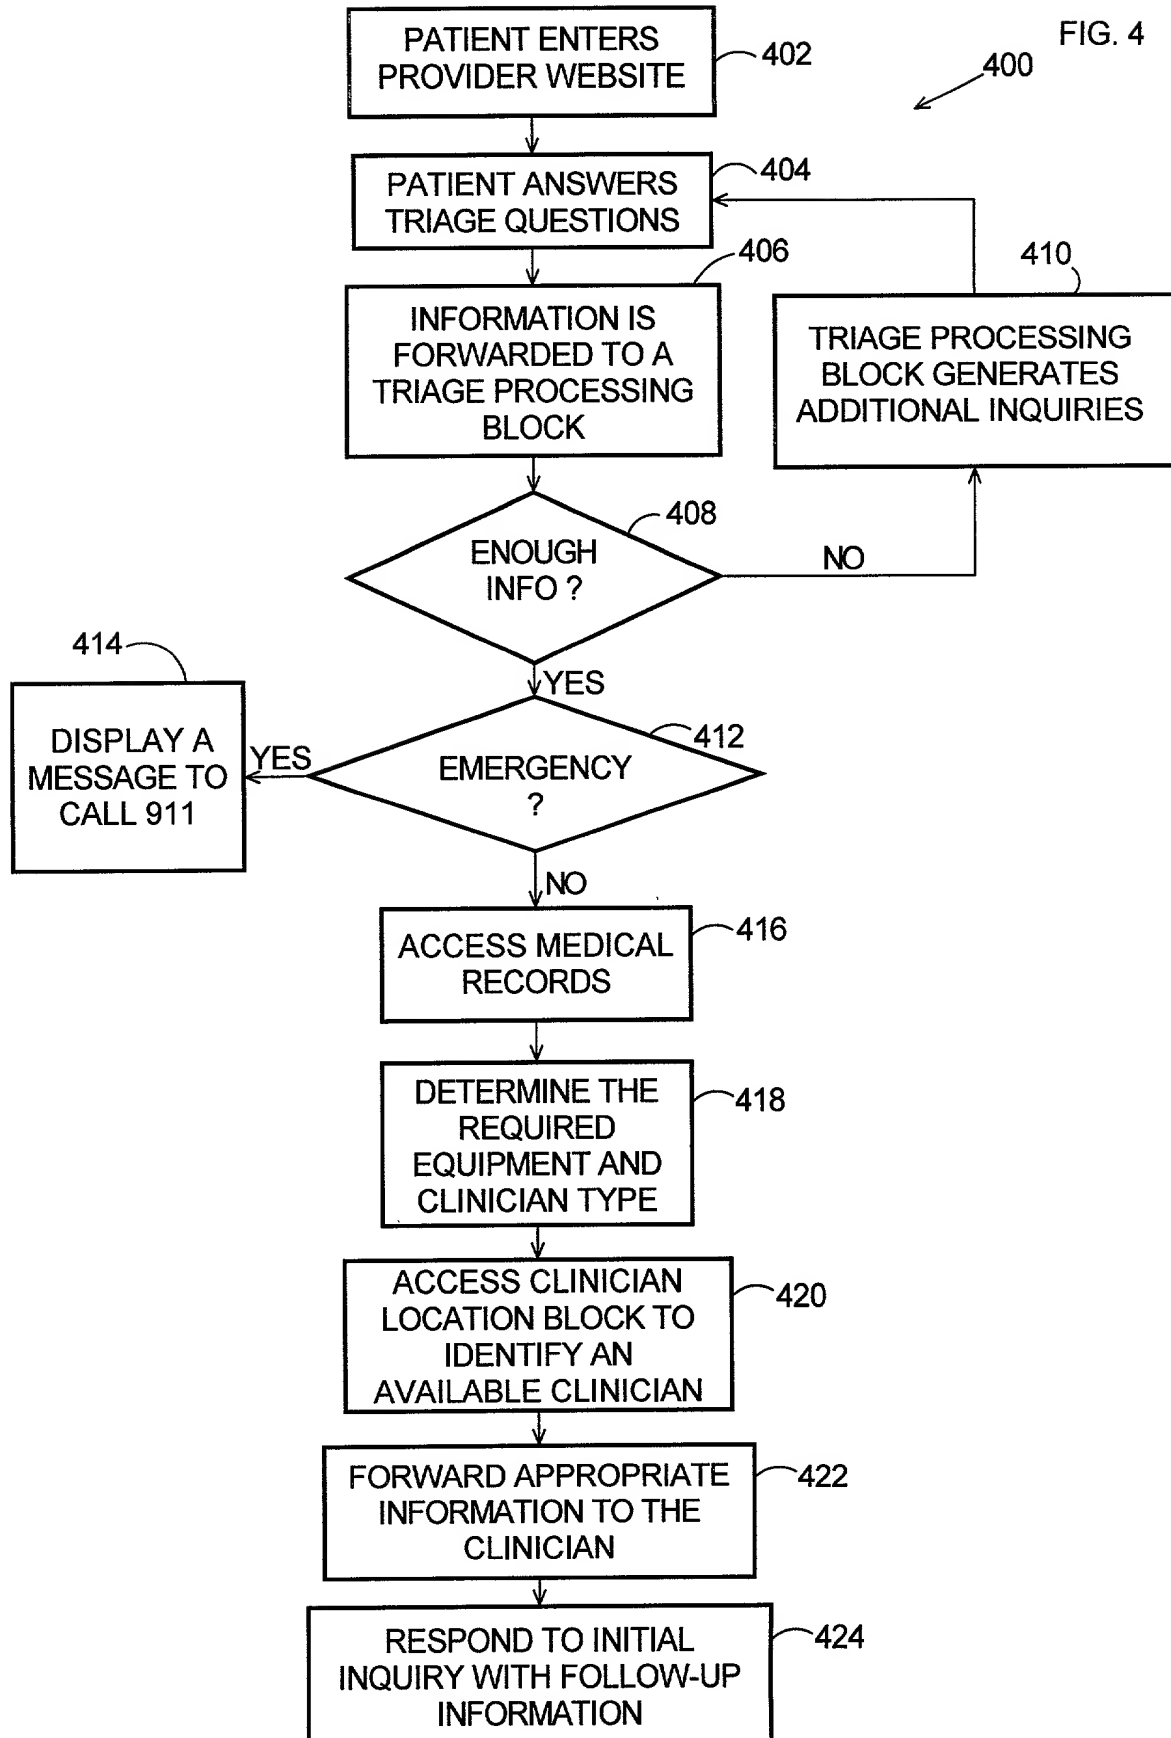 FIG. 4
400
PATIENT ENTERS
PROVIDER WEBSITE
402
PATIENT ANSWERS
TRIAGE QUESTIONS
404
INFORMATION IS
FORWARDED TO A
TRIAGE PROCESSING
BLOCK
406
TRIAGE PROCESSING
BLOCK GENERATES
ADDITIONAL INQUIRIES
410
ENOUGH
INFO ?
408
NO
YES
EMERGENCY
?
412
YES
DISPLAY A
MESSAGE TO
CALL 911
414
NO
ACCESS MEDICAL
RECORDS
416
DETERMINE THE
REQUIRED
EQUIPMENT AND
CLINICIAN TYPE
418
ACCESS CLINICIAN
LOCATION BLOCK TO
IDENTIFY AN
AVAILABLE CLINICIAN
420
FORWARD APPROPRIATE
INFORMATION TO THE
CLINICIAN
422
RESPOND TO INITIAL
INQUIRY WITH FOLLOW-UP
INFORMATION
424